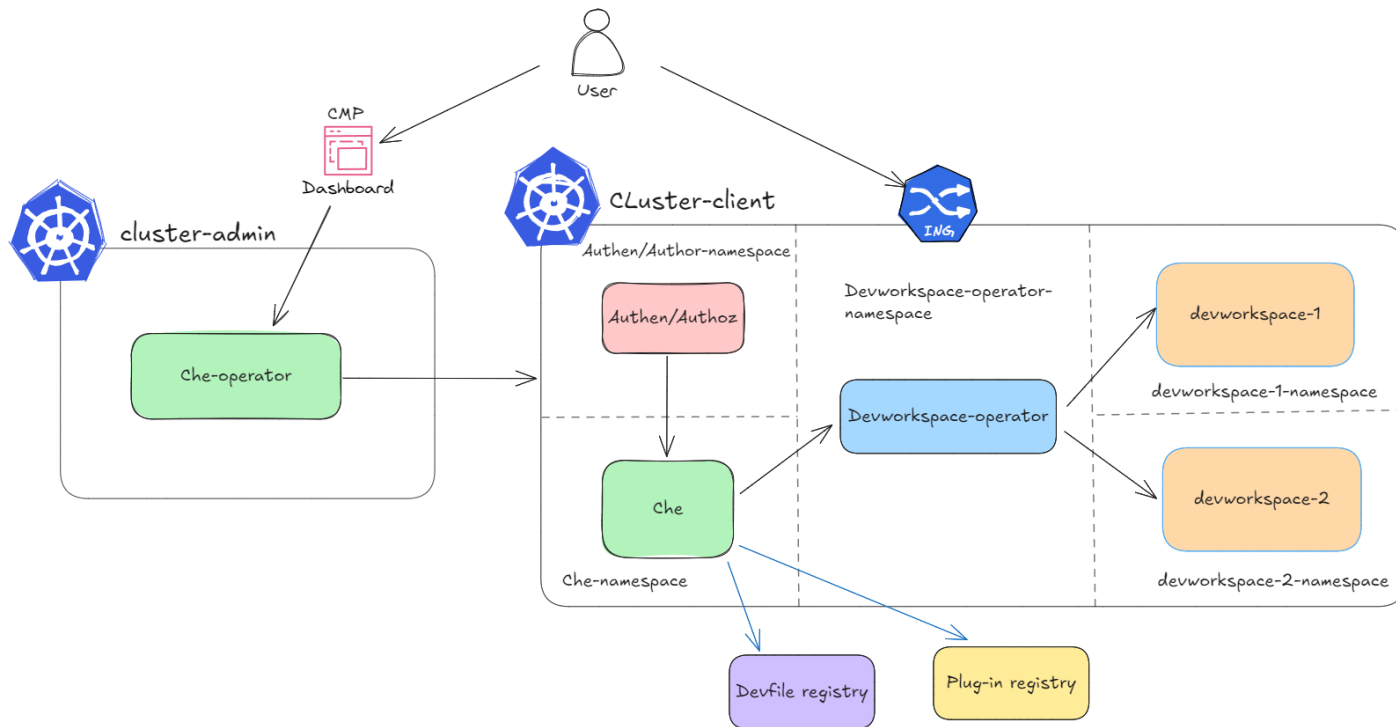 User
CMP
Dashboard
cluster-admin
CLuster-client
ING
Authen/Author-namespace
Devworkspace-operator-
namespace
Authen/Authoz
devworkspace-1
Che-operator
devworkspace-1-namespace
Devworkspace-operator
Che
devworkspace-2
Che-namespace
devworkspace-2-namespace
Devfile registry
Plug-in registry